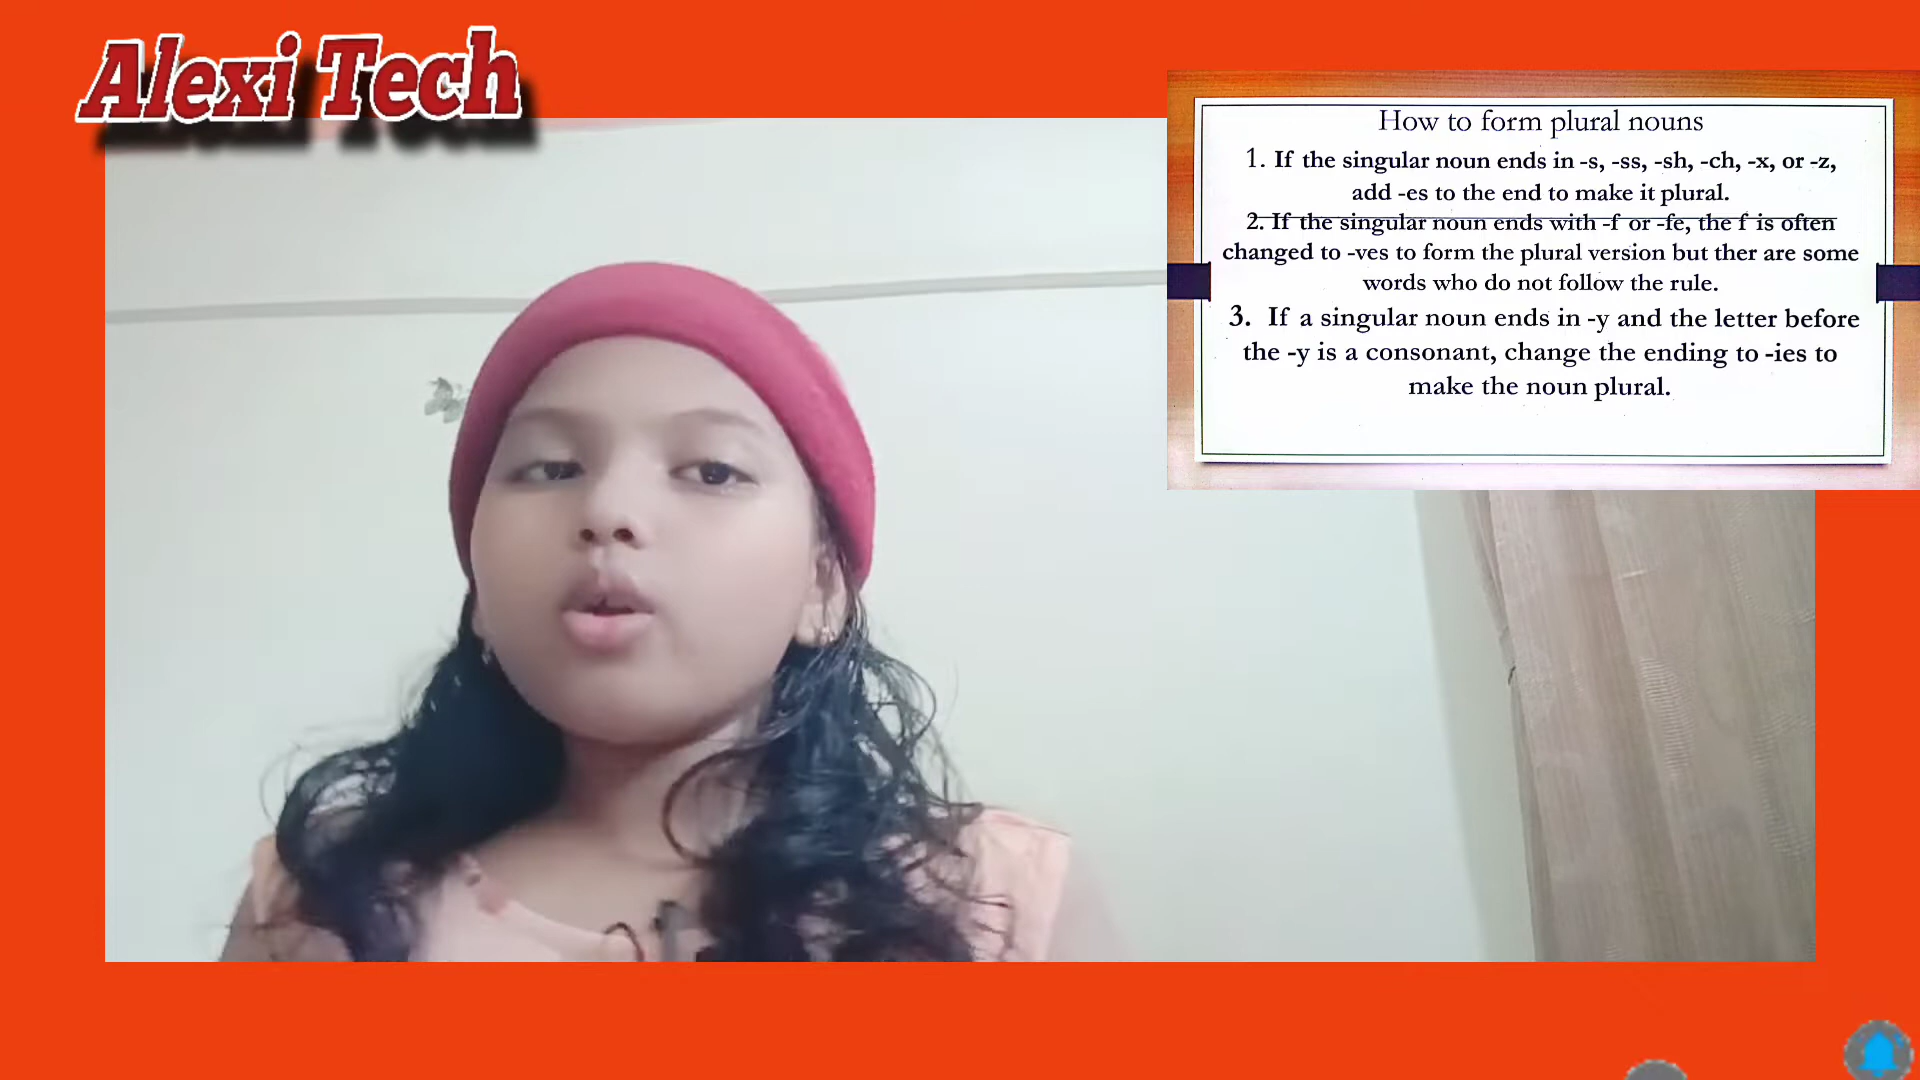 Alexi Tech
How to form plural nouns
1. If the singular noun ends in -s, -ss, -sh, -ch, -x, or -z,
add -es to the end to make it plural.
2. If the singular noun ends with -f or -fe, the f is often
changed to -ves to form the plural version but ther are some
words who do not follow the rule.
3. If a singular noun ends in -y and the letter before
the -y is a consonant, change the ending to -ies to
make the noun plural.